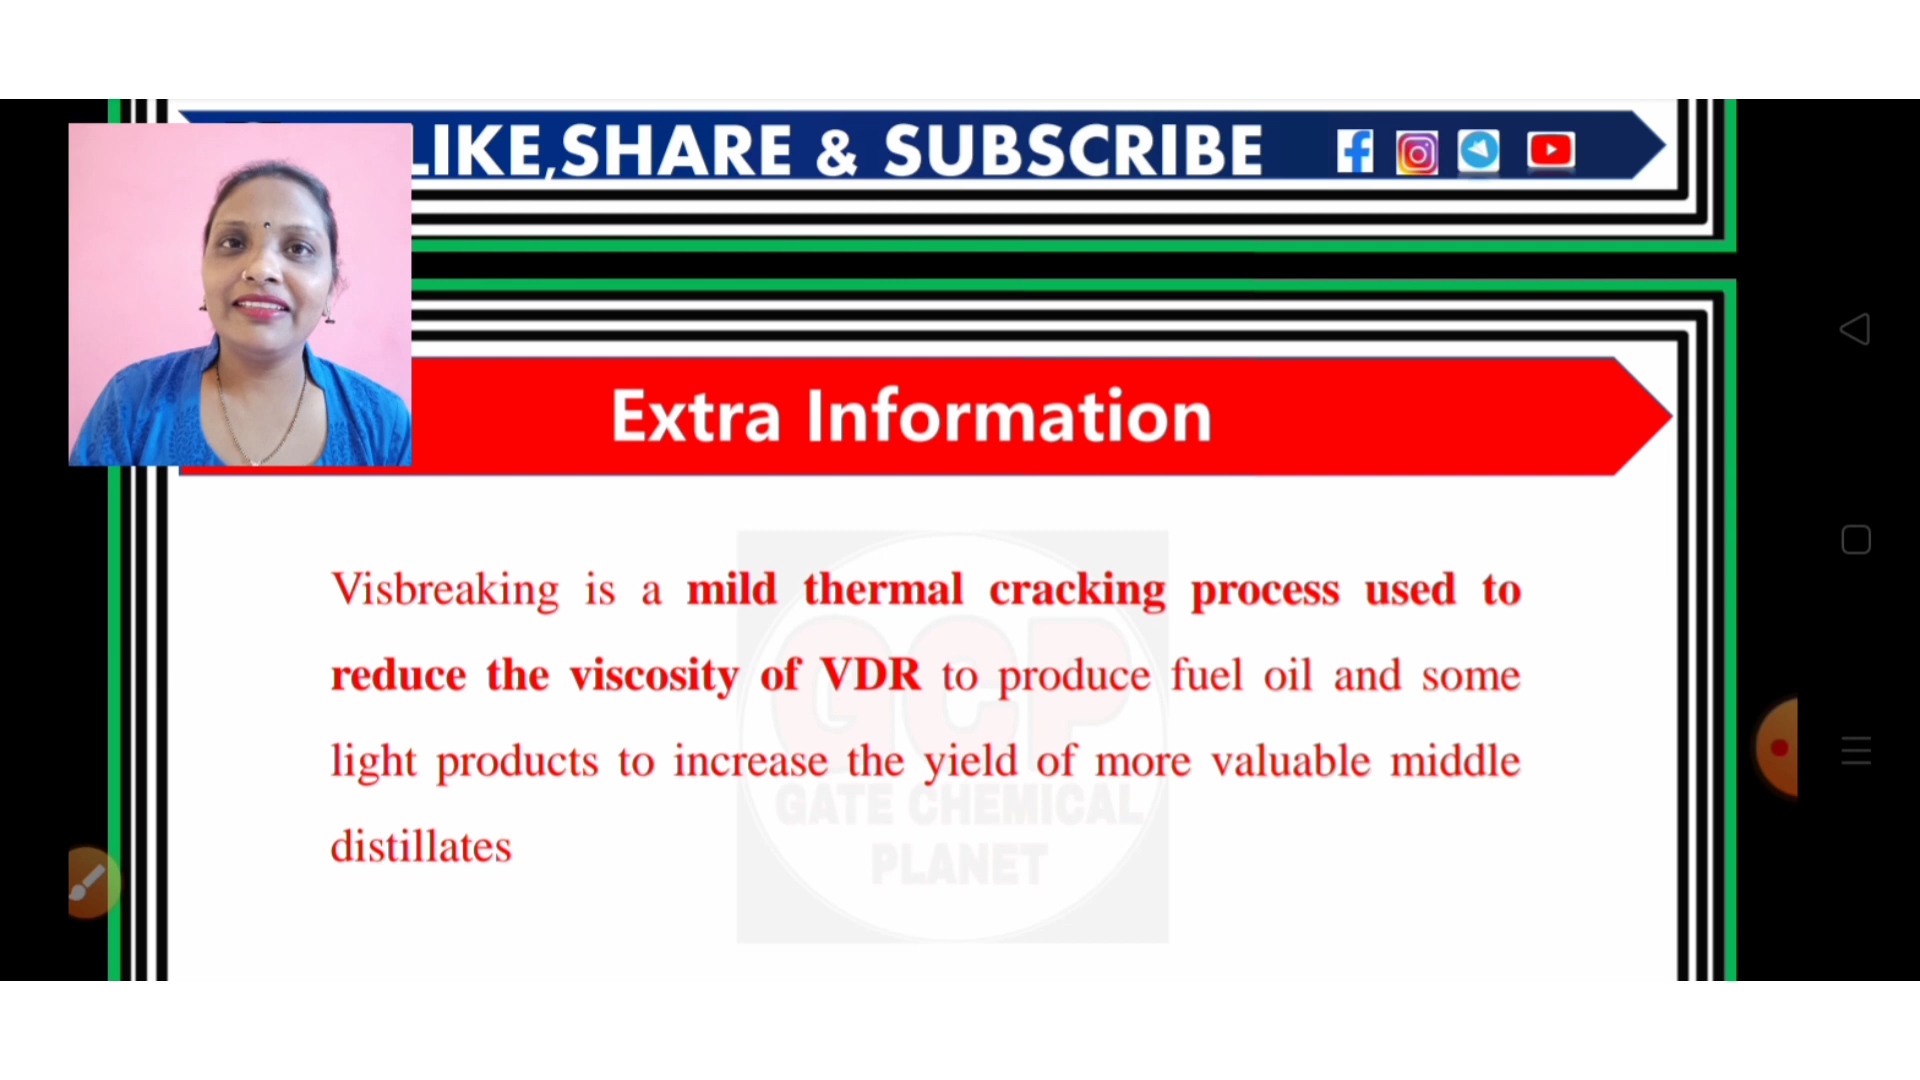 LIKE,SHARE & SUBSCRIBE
Extra Information
Visbreaking is a mild thermal cracking process used to
reduce the viscosity of VDR to produce fuel oil and some
light products to increase the yield of more valuable middle
distillates
GCP
GATE CHEMICAL
PLANET